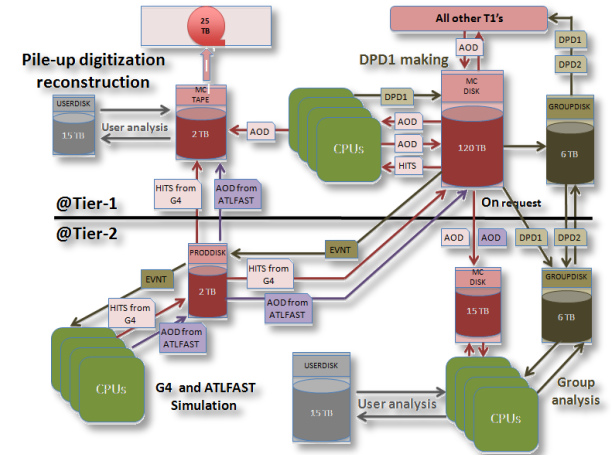 25
TB
All other T1's
AOD
DPD1
DPD2
Pile-up digitization
reconstruction
DPD1 making
MC
TAPE
MC
DISK
USERDISK
DPD1
GROUPDISK
15 TB
User analysis
2 TB
AOD
CPUs
AOD
AOD
HITS
120 TB
6 TB
HITS from
G4
AOD from
ATLFAST
@Tier-1
On request
@Tier-2
PRODDISK
EVNT
AOD
AOD
DPD1
DPD2
EVNT
HITS from
G4
MC
DISK
GROUPDISK
2 TB
HITS from
G4
AOD from
ATLFAST
15 TB
6 TB
AOD from
ATLFAST
CPUs
G4 and ATLFAST
Simulation
USERDISK
15 TB
User analysis
CPUs
Group
analysis